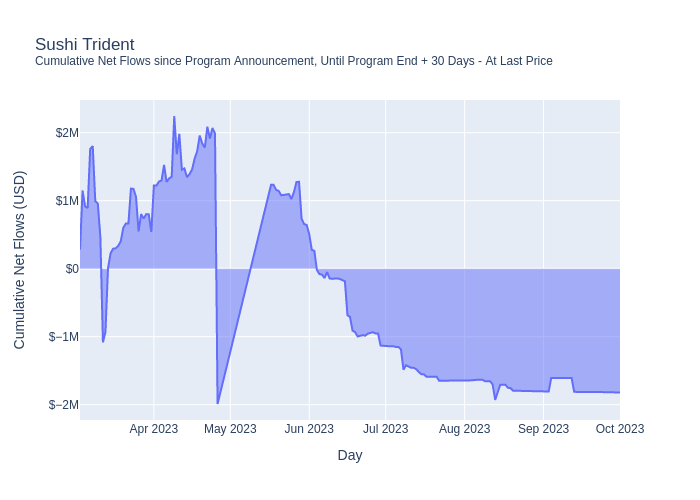 Sushi Trident
Cumulative Net Flows since Program Announcement, Until Program End + 30 Days - At Last Price
Cumulative Net Flows (USD)
$2M
$1M
$0
$−1M
$−2M
Apr 2023 May 2023 Jun 2023 Jul 2023 Aug 2023 Sep 2023 Oct 2023
Day